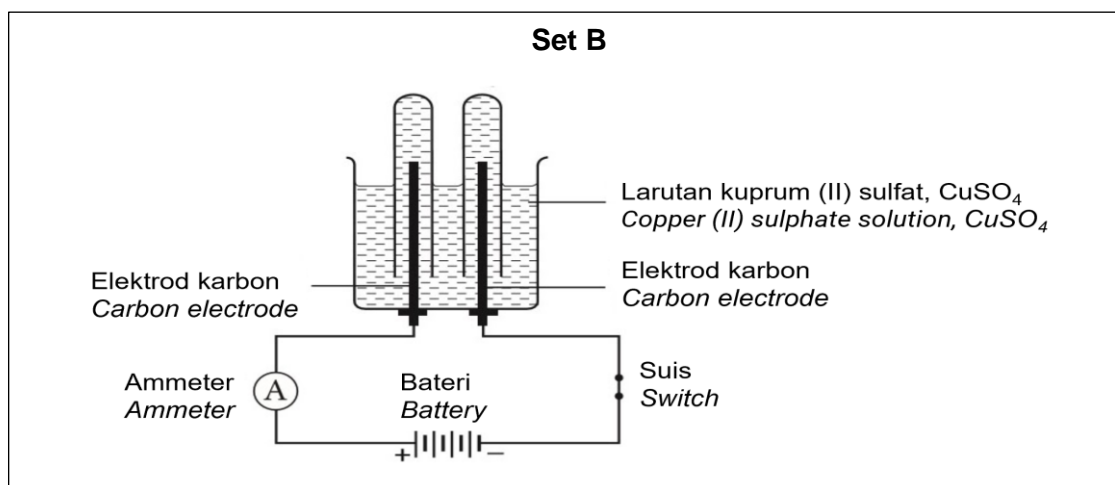 Set B
Larutan kuprum (II) sulfat, CuSO₄
Copper (II) sulphate solution, CuSO₄
Elektrod karbon
Carbon electrode
Elektrod karbon
Carbon electrode
Ammeter
Ammeter
A
Bateri
Battery
+ −
Suis
Switch